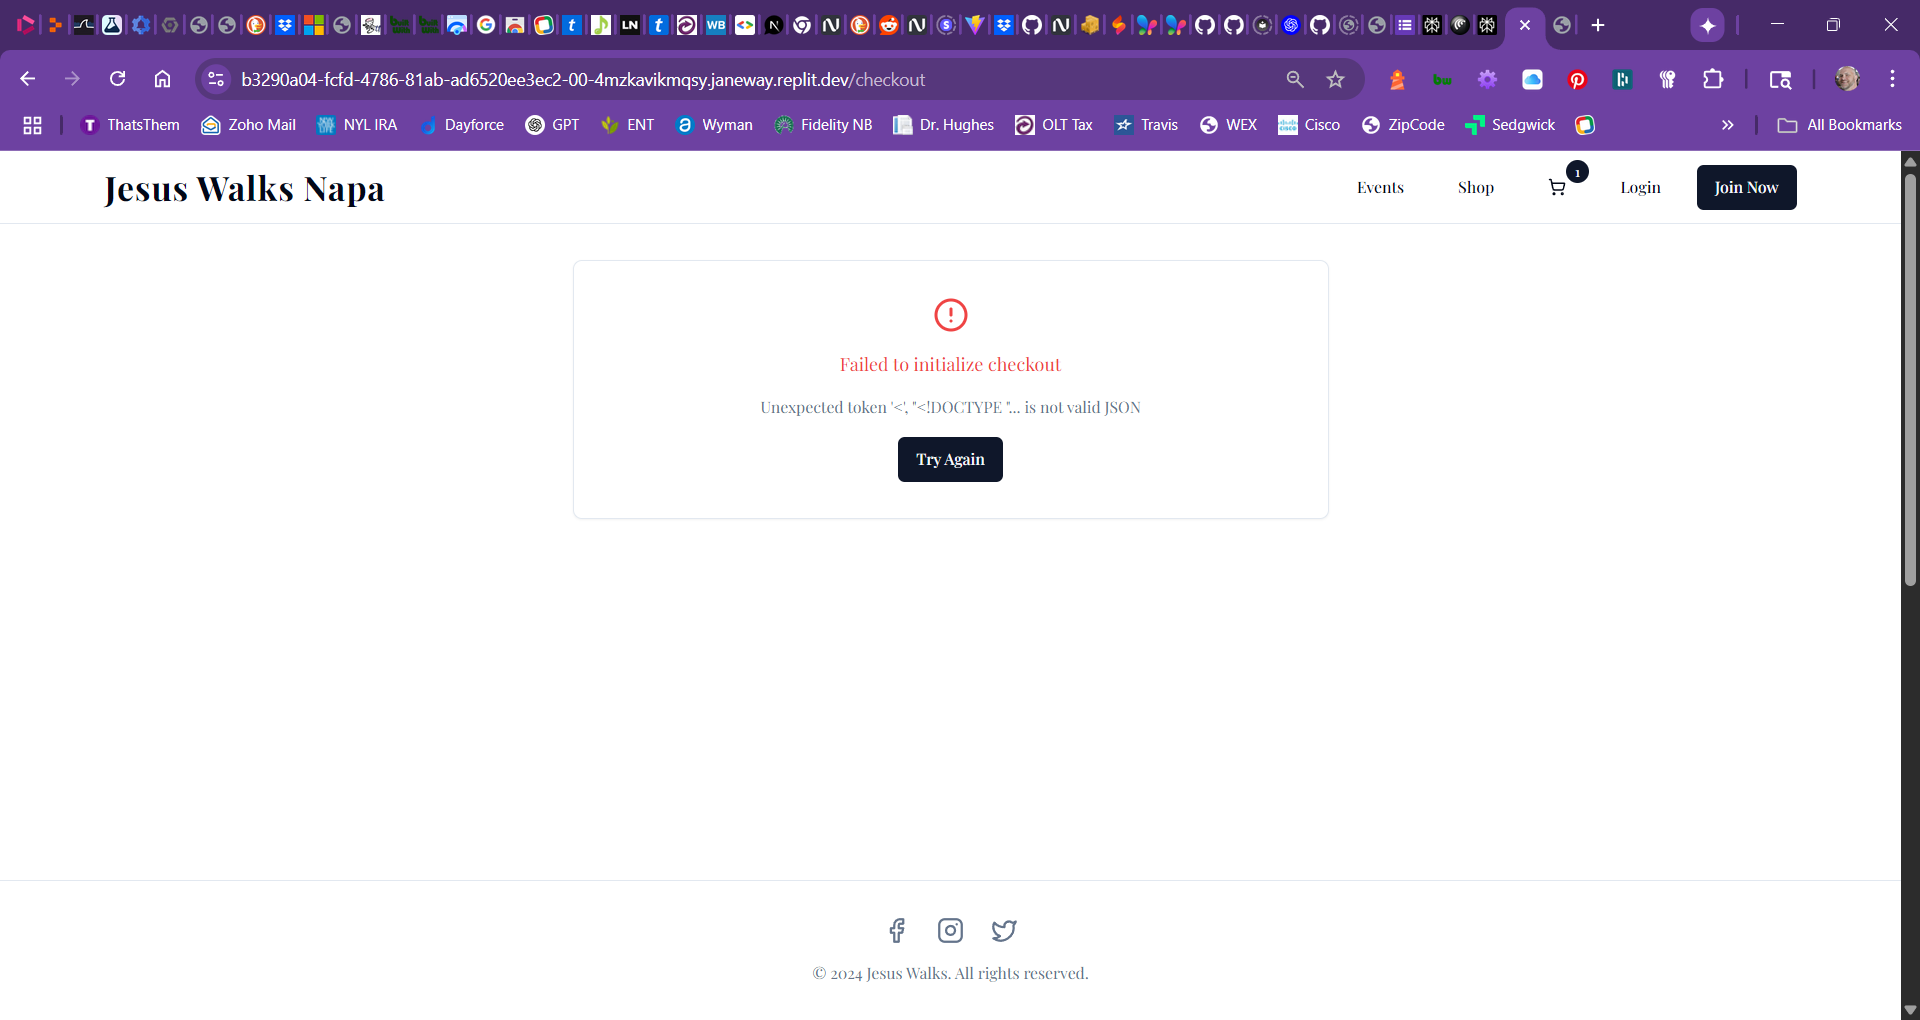 b3290a04-fcfd-4786-81ab-ad6520ee3ec2-00-4mzkavikmqsy.janeway.replit.dev/checkout
ThatsThem Zoho Mail NYL IRA Dayforce GPT ENT Wyman Fidelity NB Dr. Hughes OLT Tax Travis WEX Cisco ZipCode Sedgwick All Bookmarks
Jesus Walks Napa
Events Shop 1 Login Join Now
Failed to initialize checkout
Unexpected token '<', "<!DOCTYPE "... is not valid JSON
Try Again
© 2024 Jesus Walks. All rights reserved.